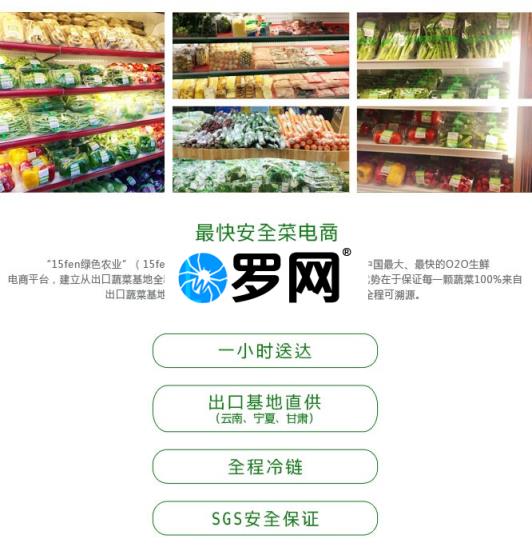 最快安全菜电商
“15fen绿色农业”（15fe
中国最大、最快的O2O生鲜
电商平台，建立从出口蔬菜基地全
势在于保证每一颗蔬菜100%来自
出口蔬菜基地
全程可溯源。
罗网®
一小时送达
出口基地直供
（云南、宁夏、甘肃）
全程冷链
SGS安全保证